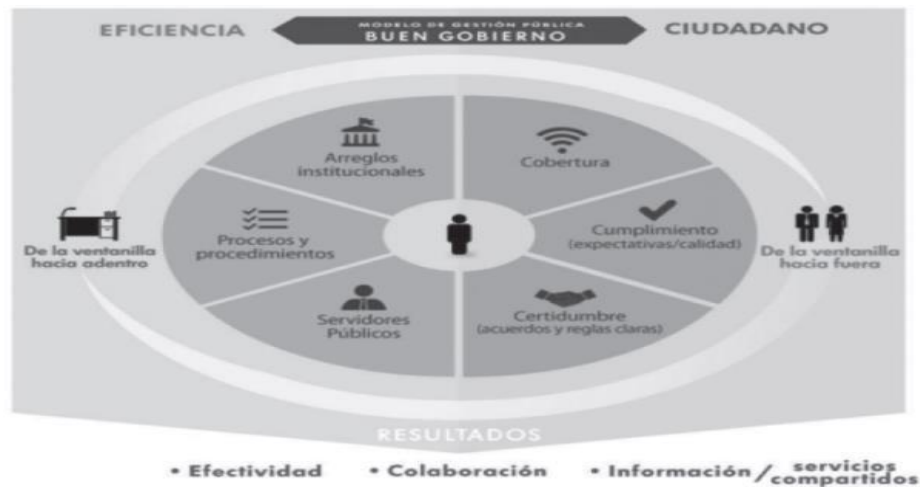 MODELO DE GESTIÓN PÚBLICA
EFICIENCIA
BUEN GOBIERNO
CIUDADANO
Arreglos
institucionales
Cobertura
Procesos y
procedimientos
Cumplimiento
(expectativas/calidad)
De la ventanilla
hacia adentro
De la ventanilla
hacia fuera
Servidores
Públicos
Certidumbre
(acuerdos y reglas claras)
RESULTADOS
• Efectividad
• Colaboración
• Información / servicios
compartidos